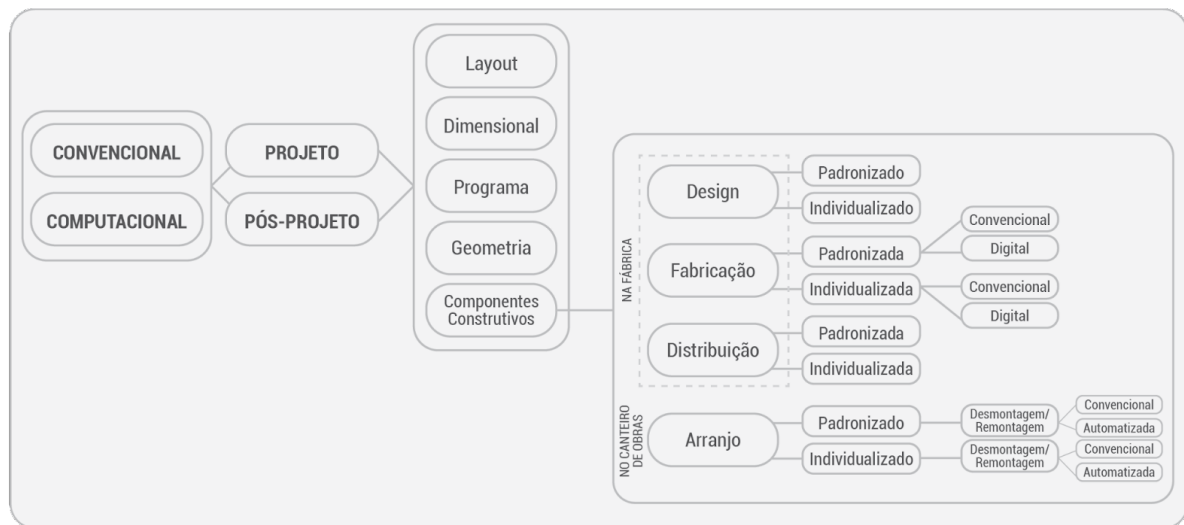 CONVENCIONAL
COMPUTACIONAL
PROJETO
PÓS-PROJETO
Layout
Dimensional
Programa
Geometria
Componentes
Construtivos
NA FÁBRICA
Design
Padronizado
Individualizado
Fabricação
Padronizada
Convencional
Digital
Individualizada
Convencional
Digital
Distribuição
Padronizada
Individualizada
NO CANTEIRO
DE OBRAS
Arranjo
Padronizado
Desmontagem/
Remontagem
Convencional
Automatizada
Individualizado
Desmontagem/
Remontagem
Convencional
Automatizada